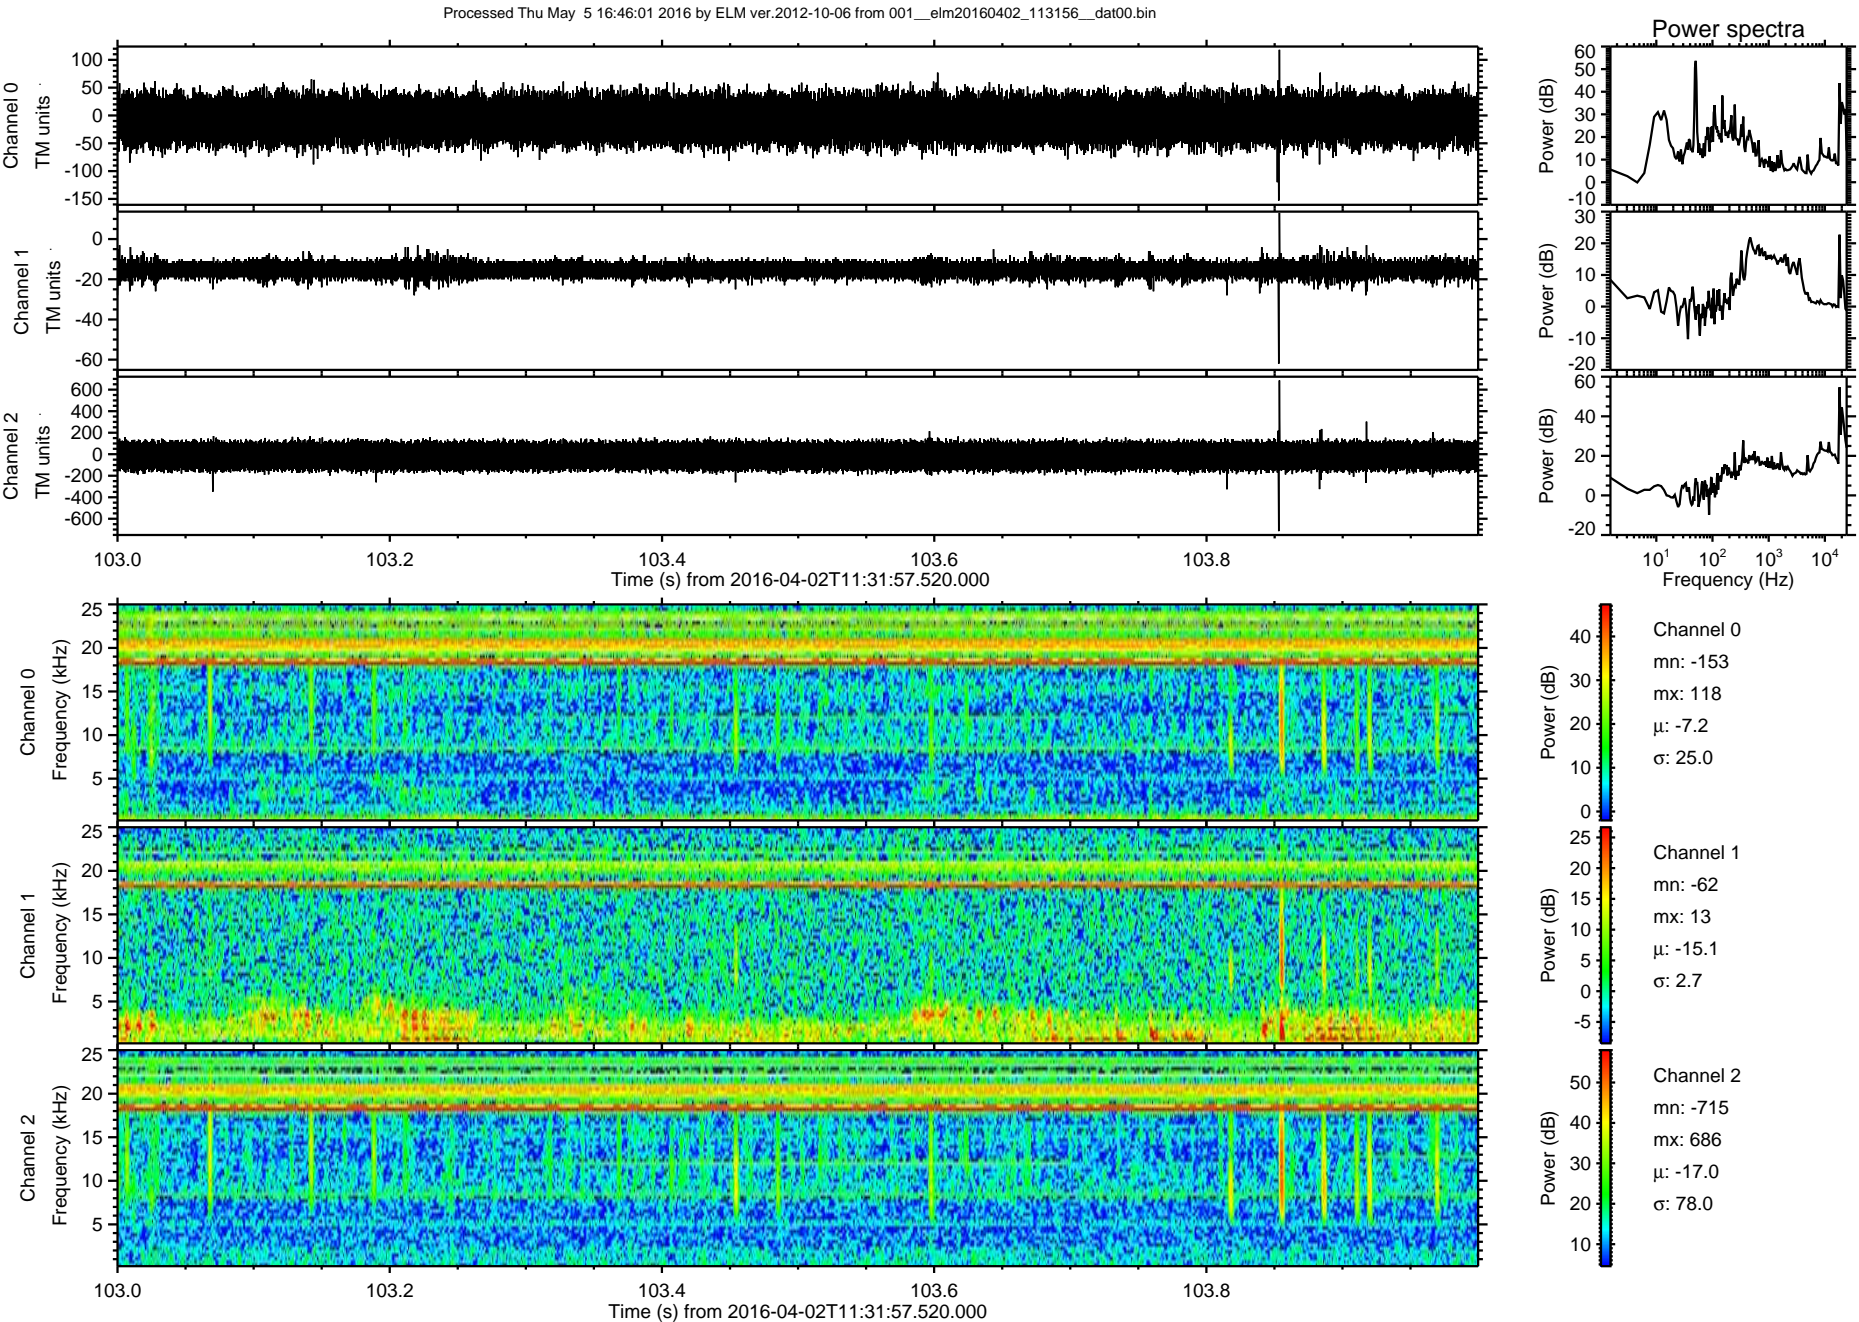 Processed Thu May  5 16:46:01 2016 by ELM ver.2012-10-06 from 001__elm20160402_113156__dat00.bin
Power spectra
Channel 0
TM units
100
50
0
-50
-100
-150
Power (dB)
60
50
40
30
20
10
0
-10
Channel 1
TM units
0
-20
-40
-60
Power (dB)
30
20
10
0
-10
-20
Channel 2
TM units
600
400
200
0
-200
-400
-600
Power (dB)
60
40
20
0
-20
103.0 103.2 103.4 103.6 103.8
Time (s) from 2016-04-02T11:31:57.520.000
10¹ 10² 10³ 10⁴
Frequency (Hz)
Channel 0
Frequency (kHz)
25
20
15
10
5
Power (dB)
40
30
20
10
0
Channel 0
mn: -153
mx: 118
µ: -7.2
σ: 25.0
Channel 1
Frequency (kHz)
25
20
15
10
5
Power (dB)
25
20
15
10
5
0
-5
Channel 1
mn: -62
mx: 13
µ: -15.1
σ: 2.7
Channel 2
Frequency (kHz)
25
20
15
10
5
Power (dB)
50
40
30
20
10
Channel 2
mn: -715
mx: 686
µ: -17.0
σ: 78.0
103.0 103.2 103.4 103.6 103.8
Time (s) from 2016-04-02T11:31:57.520.000